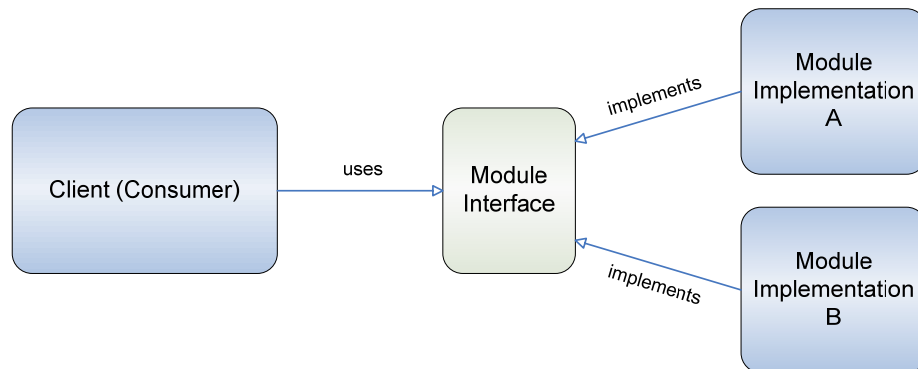 Client (Consumer)
uses
Module
Interface
implements
implements
Module
Implementation
A
Module
Implementation
B